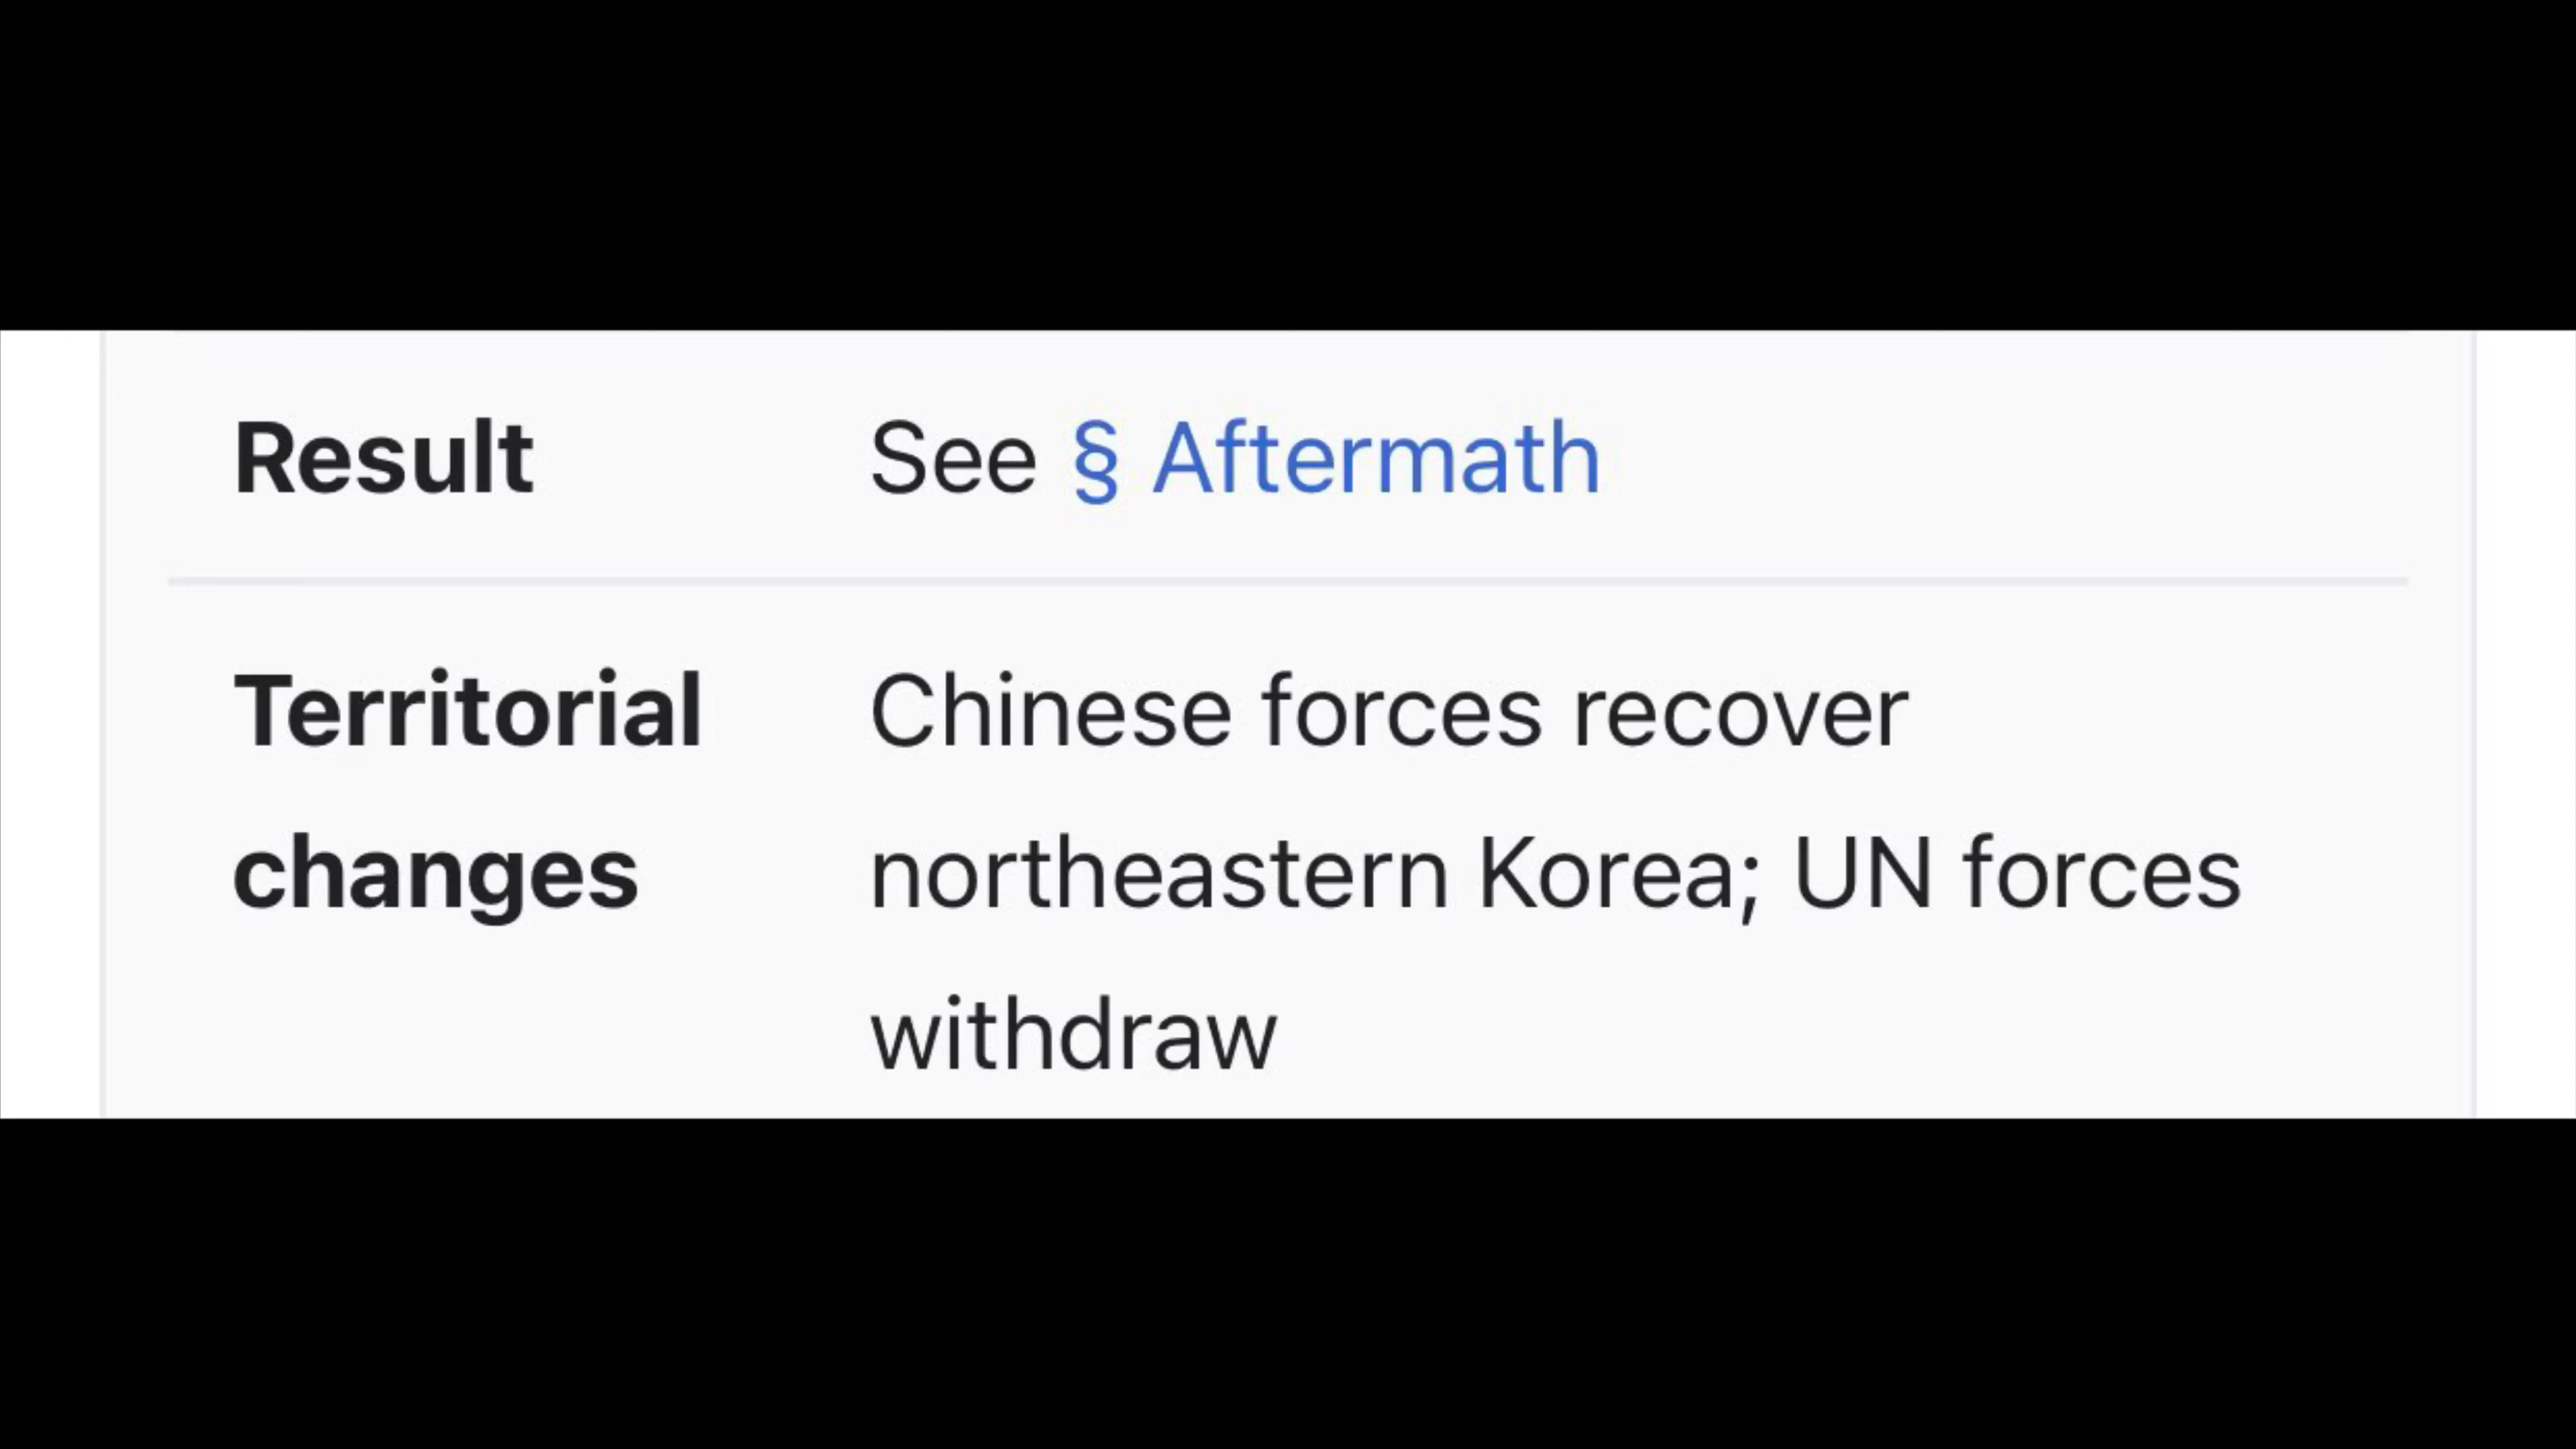 Result See § Aftermath
Territorial Chinese forces recover
changes northeastern Korea; UN forces
withdraw